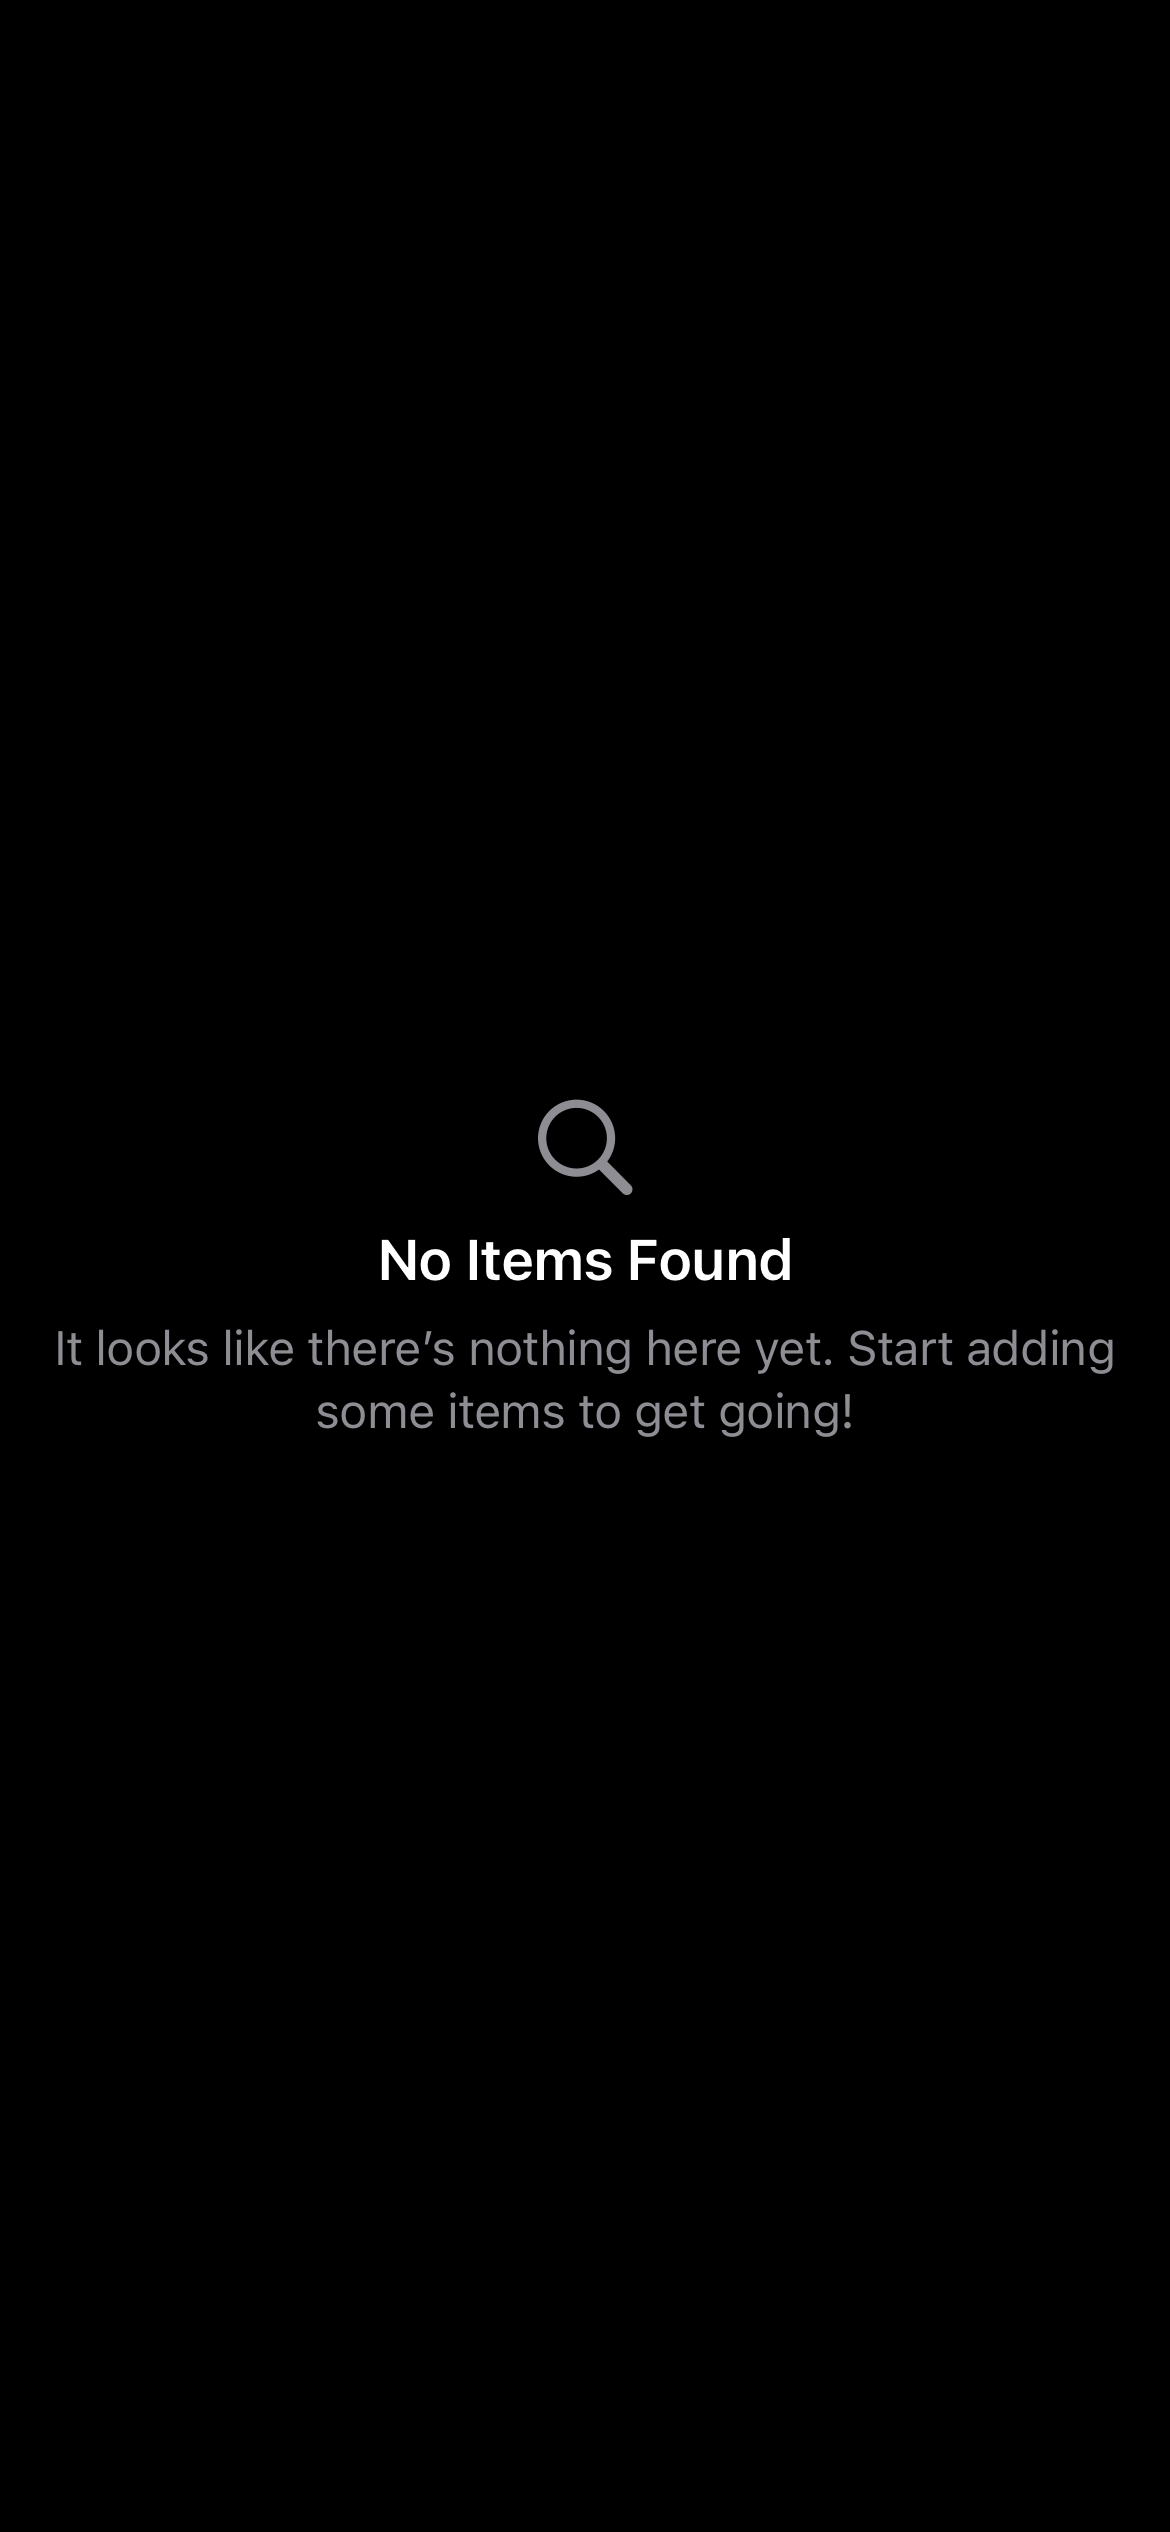 No Items Found
It looks like there’s nothing here yet. Start adding
some items to get going!